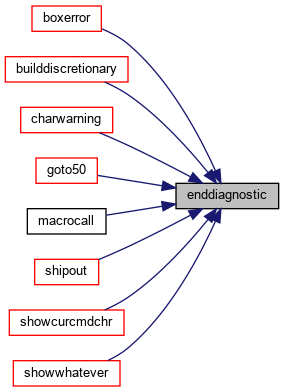 boxerror
builddiscretionary
charwarning
goto50
enddiagnostic
macrocall
shipout
showcurcmdchr
showwhatever